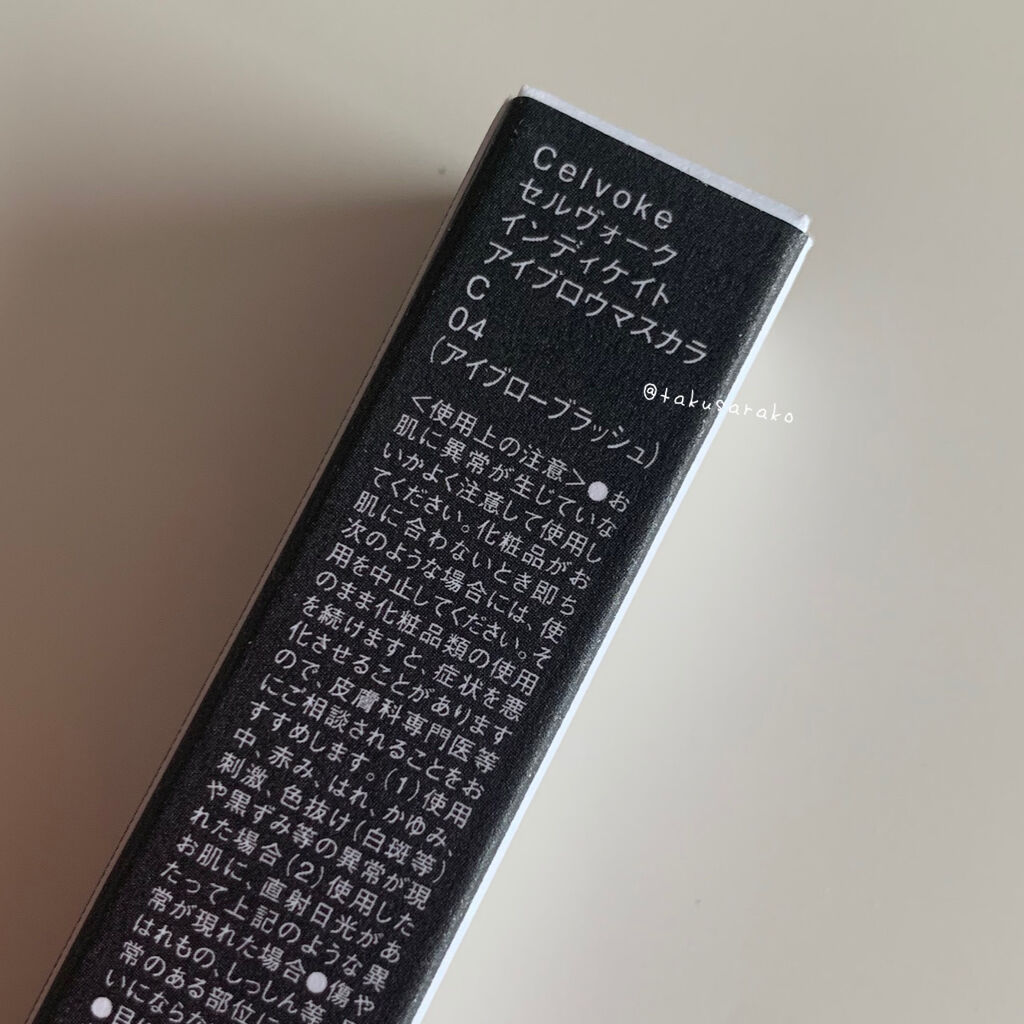 Celvoke
セルヴォーク
インディケイト
アイブロウマスカラ
C
04
(アイブローブラッシュ)
@takusarako
<使用上の注意>●お
肌に異常が生じていな
いかよく注意して使用し
てください。化粧品がお
肌に合わないとき即ち
次のような場合には、使
用を中止してください。そ
のまま化粧品類の使用
を続けますと、症状を悪
化させることがあります
ので、皮膚科専門医等
にご相談されることをお
すすめします。(1)使用
中、赤み、はれ、かゆみ、
刺激、色抜け(白斑等)
や黒ずみ等の異常が現
れた場合(2)使用した
お肌に、直射日光があ
たって上記のような異
常が現れた場合●傷や
はれもの、しっしん等
常のある部位に
いにならな